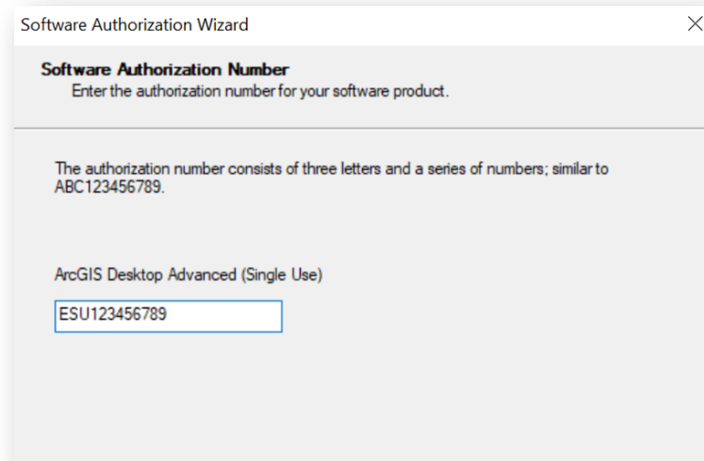 Software Authorization Wizard
Software Authorization Number
Enter the authorization number for your software product.
The authorization number consists of three letters and a series of numbers; similar to
ABC123456789.
ArcGIS Desktop Advanced (Single Use)
ESU123456789